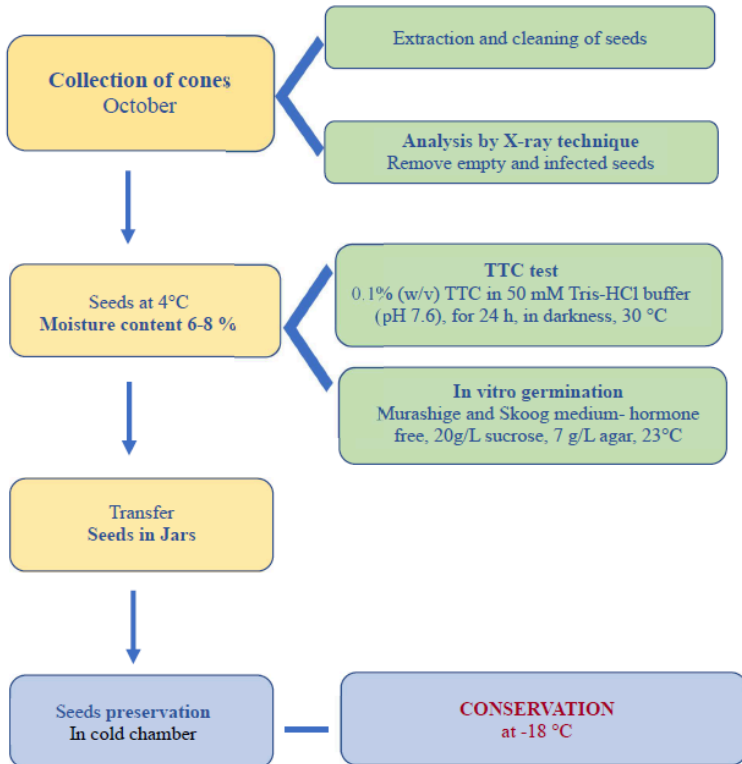 Extraction and cleaning of seeds
Collection of cones
October
Analysis by X-ray technique
Remove empty and infected seeds
TTC test
0.1% (w/v) TTC in 50 mM Tris-HCl buffer
(pH 7.6), for 24 h, in darkness, 30 °C
Seeds at 4°C
Moisture content 6-8 %
In vitro germination
Murashige and Skoog medium- hormone
free, 20g/L sucrose, 7 g/L agar, 23°C
Transfer
Seeds in Jars
Seeds preservation
In cold chamber
CONSERVATION
at -18 °C